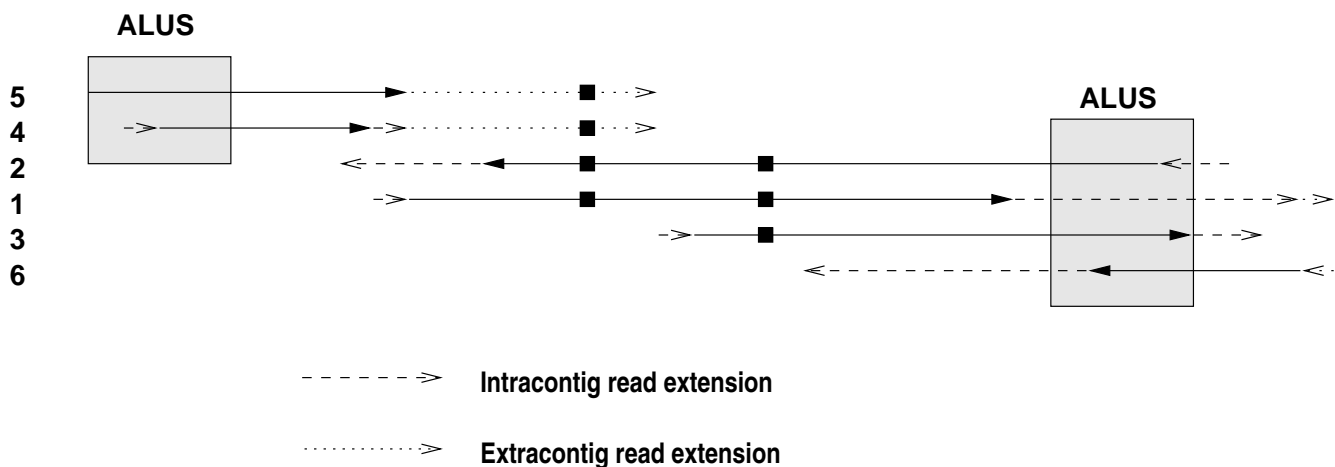 ALUS
5
ALUS
4
2
1
3
6
Intracontig read extension
Extracontig read extension